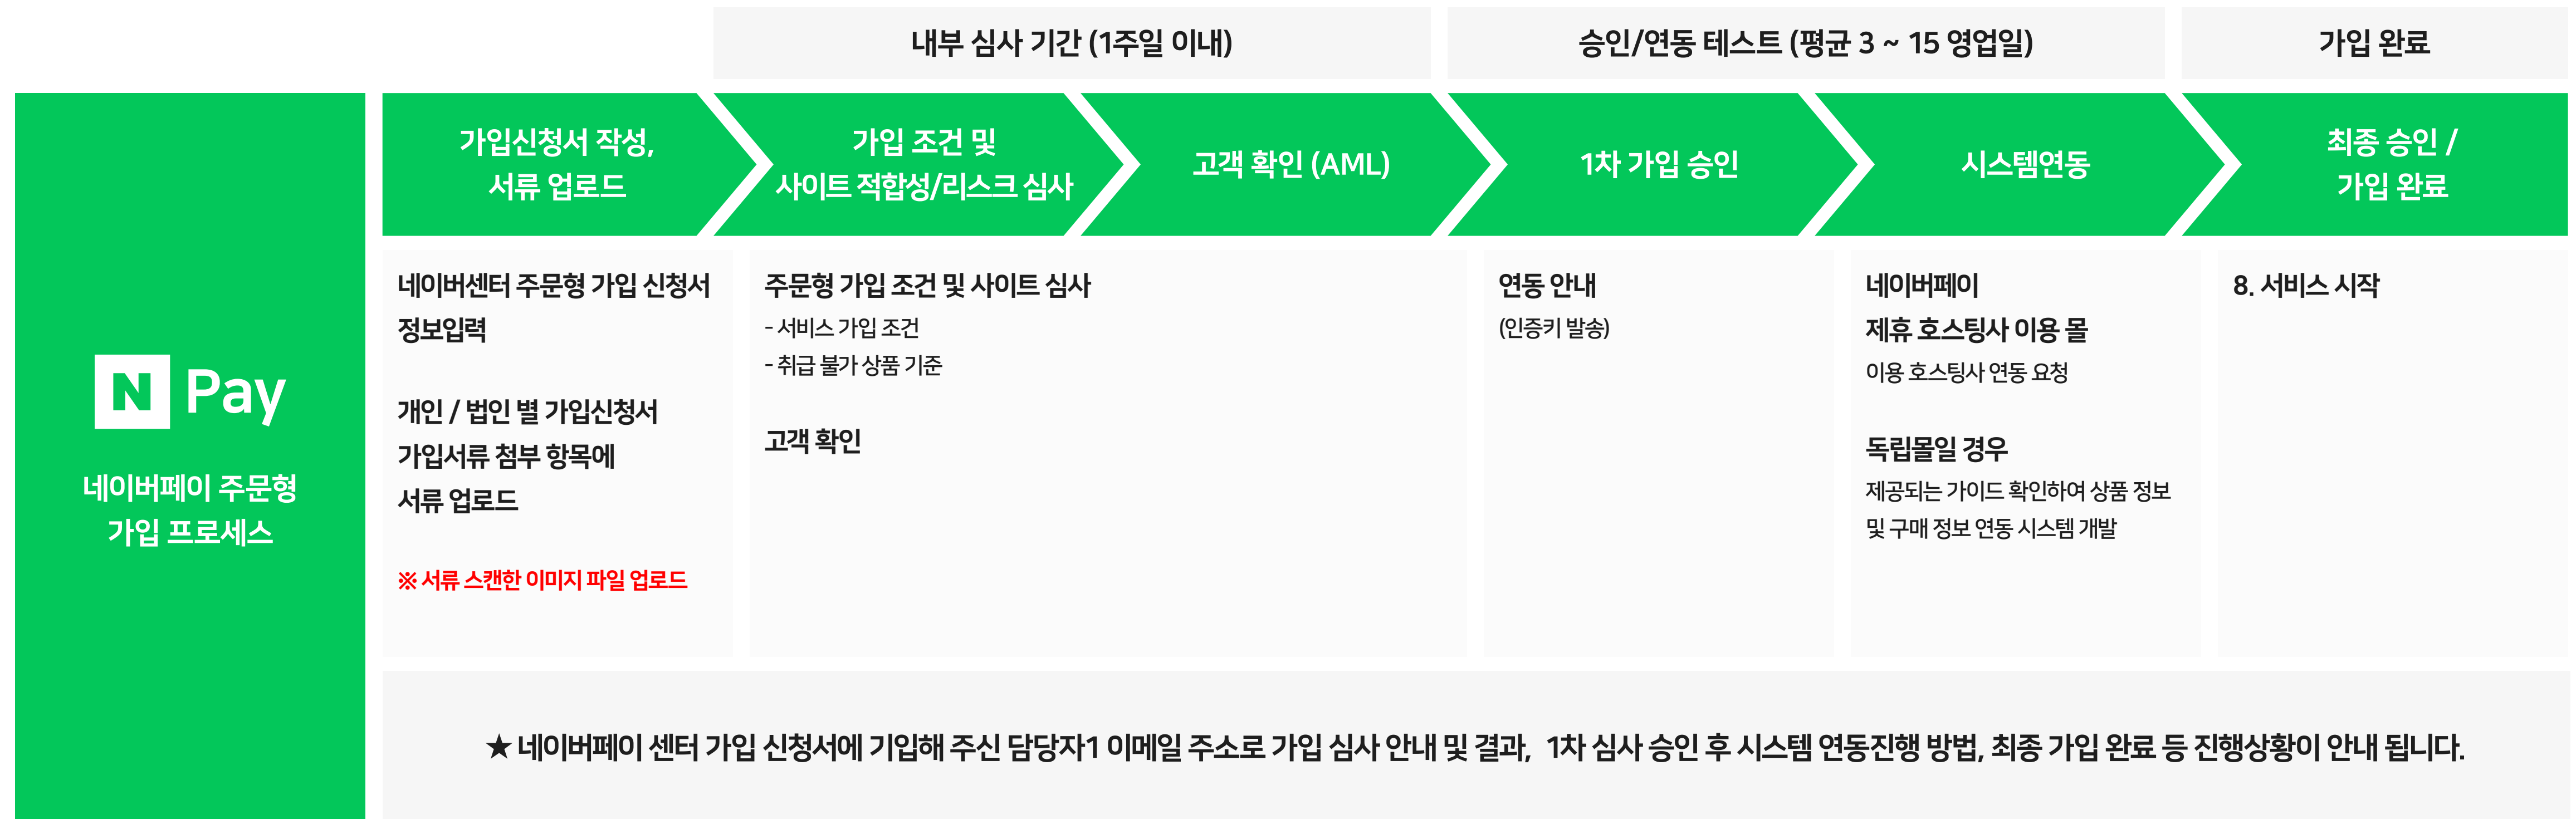 내부 심사 기간 (1주일 이내)
승인/연동 테스트 (평균 3 ~ 15 영업일)
가입 완료
N Pay
네이버페이 주문형
가입 프로세스
가입신청서 작성,
서류 업로드
가입 조건 및
사이트 적합성/리스크 심사
고객 확인 (AML)
1차 가입 승인
시스템연동
최종 승인 /
가입 완료
네이버센터 주문형 가입 신청서
정보입력
개인 / 법인 별 가입신청서
가입서류 첨부 항목에
서류 업로드
※ 서류 스캔한 이미지 파일 업로드
주문형 가입 조건 및 사이트 심사
- 서비스 가입 조건
- 취급 불가 상품 기준
고객 확인
연동 안내
(인증키 발송)
네이버페이
제휴 호스팅사 이용 몰
이용 호스팅사 연동 요청
독립몰일 경우
제공되는 가이드 확인하여 상품 정보
및 구매 정보 연동 시스템 개발
8. 서비스 시작
★ 네이버페이 센터 가입 신청서에 기입해 주신 담당자1 이메일 주소로 가입 심사 안내 및 결과, 1차 심사 승인 후 시스템 연동진행 방법, 최종 가입 완료 등 진행상황이 안내 됩니다.